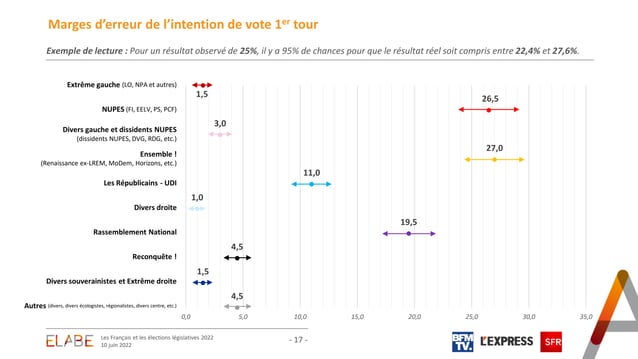 Marges d’erreur de l’intention de vote 1er tour
Exemple de lecture : Pour un résultat observé de 25%, il y a 95% de chances pour que le résultat réel soit compris entre 22,4% et 27,6%.
Extrême gauche (LO, NPA et autres)
1,5
NUPES (FI, EELV, PS, PCF)
26,5
Divers gauche et dissidents NUPES
(dissidents NUPES, DVG, RDG, etc.)
3,0
Ensemble !
(Renaissance ex-LREM, MoDem, Horizons, etc.)
27,0
Les Républicains - UDI
11,0
Divers droite
1,0
Rassemblement National
19,5
Reconquête !
4,5
Divers souverainistes et Extrême droite
1,5
Autres (divers, divers écologistes, régionalistes, divers centre, etc.)
4,5
0,0 5,0 10,0 15,0 20,0 25,0 30,0 35,0
ELABE
Les Français et les élections législatives 2022
10 juin 2022
- 17 -
BFM
TV.
L'EXPRESS
SFR